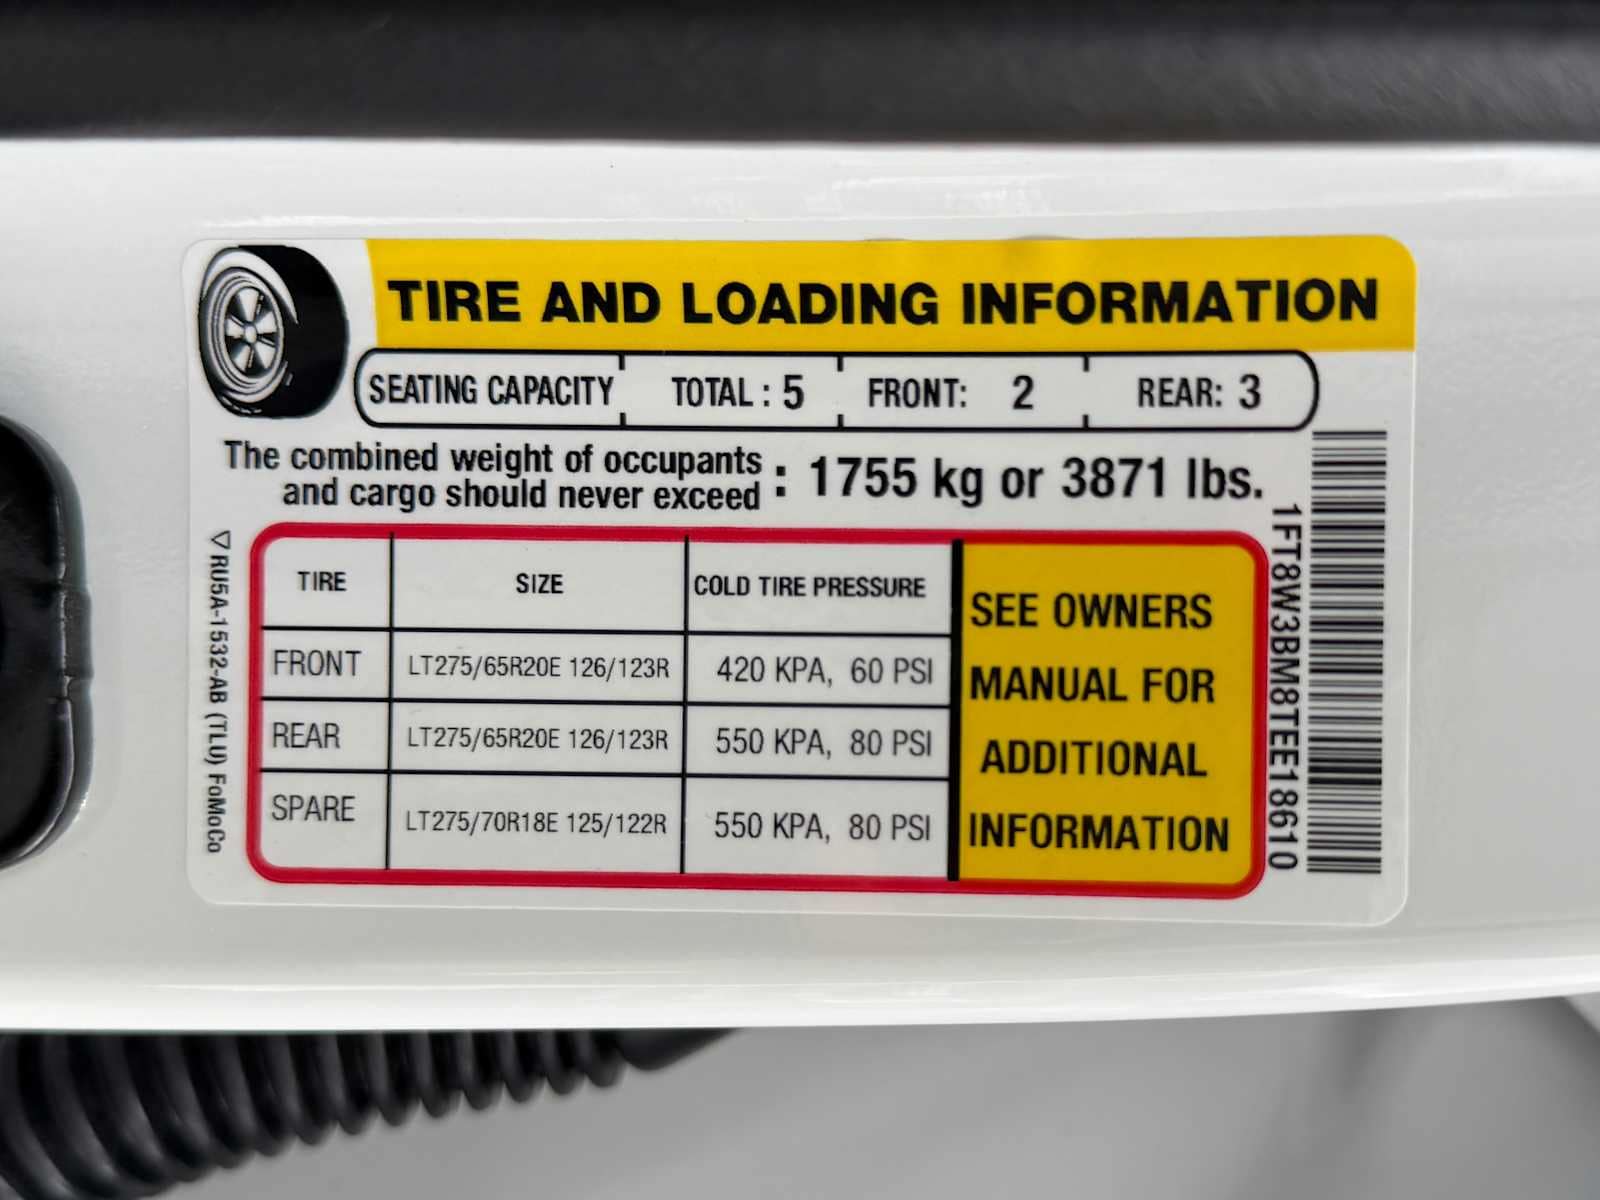 TIRE AND LOADING INFORMATION
SEATING CAPACITY TOTAL : 5 FRONT: 2 REAR: 3
The combined weight of occupants
and cargo should never exceed : 1755 kg or 3871 lbs.
TIRE SIZE COLD TIRE PRESSURE
FRONT LT275/65R20E 126/123R 420 KPA, 60 PSI
REAR LT275/65R20E 126/123R 550 KPA, 80 PSI
SPARE LT275/70R18E 125/122R 550 KPA, 80 PSI
SEE OWNERS
MANUAL FOR
ADDITIONAL
INFORMATION
1FT8W3BM8TEE18610
RU5A-1532-AB (TLU) FoMoCo